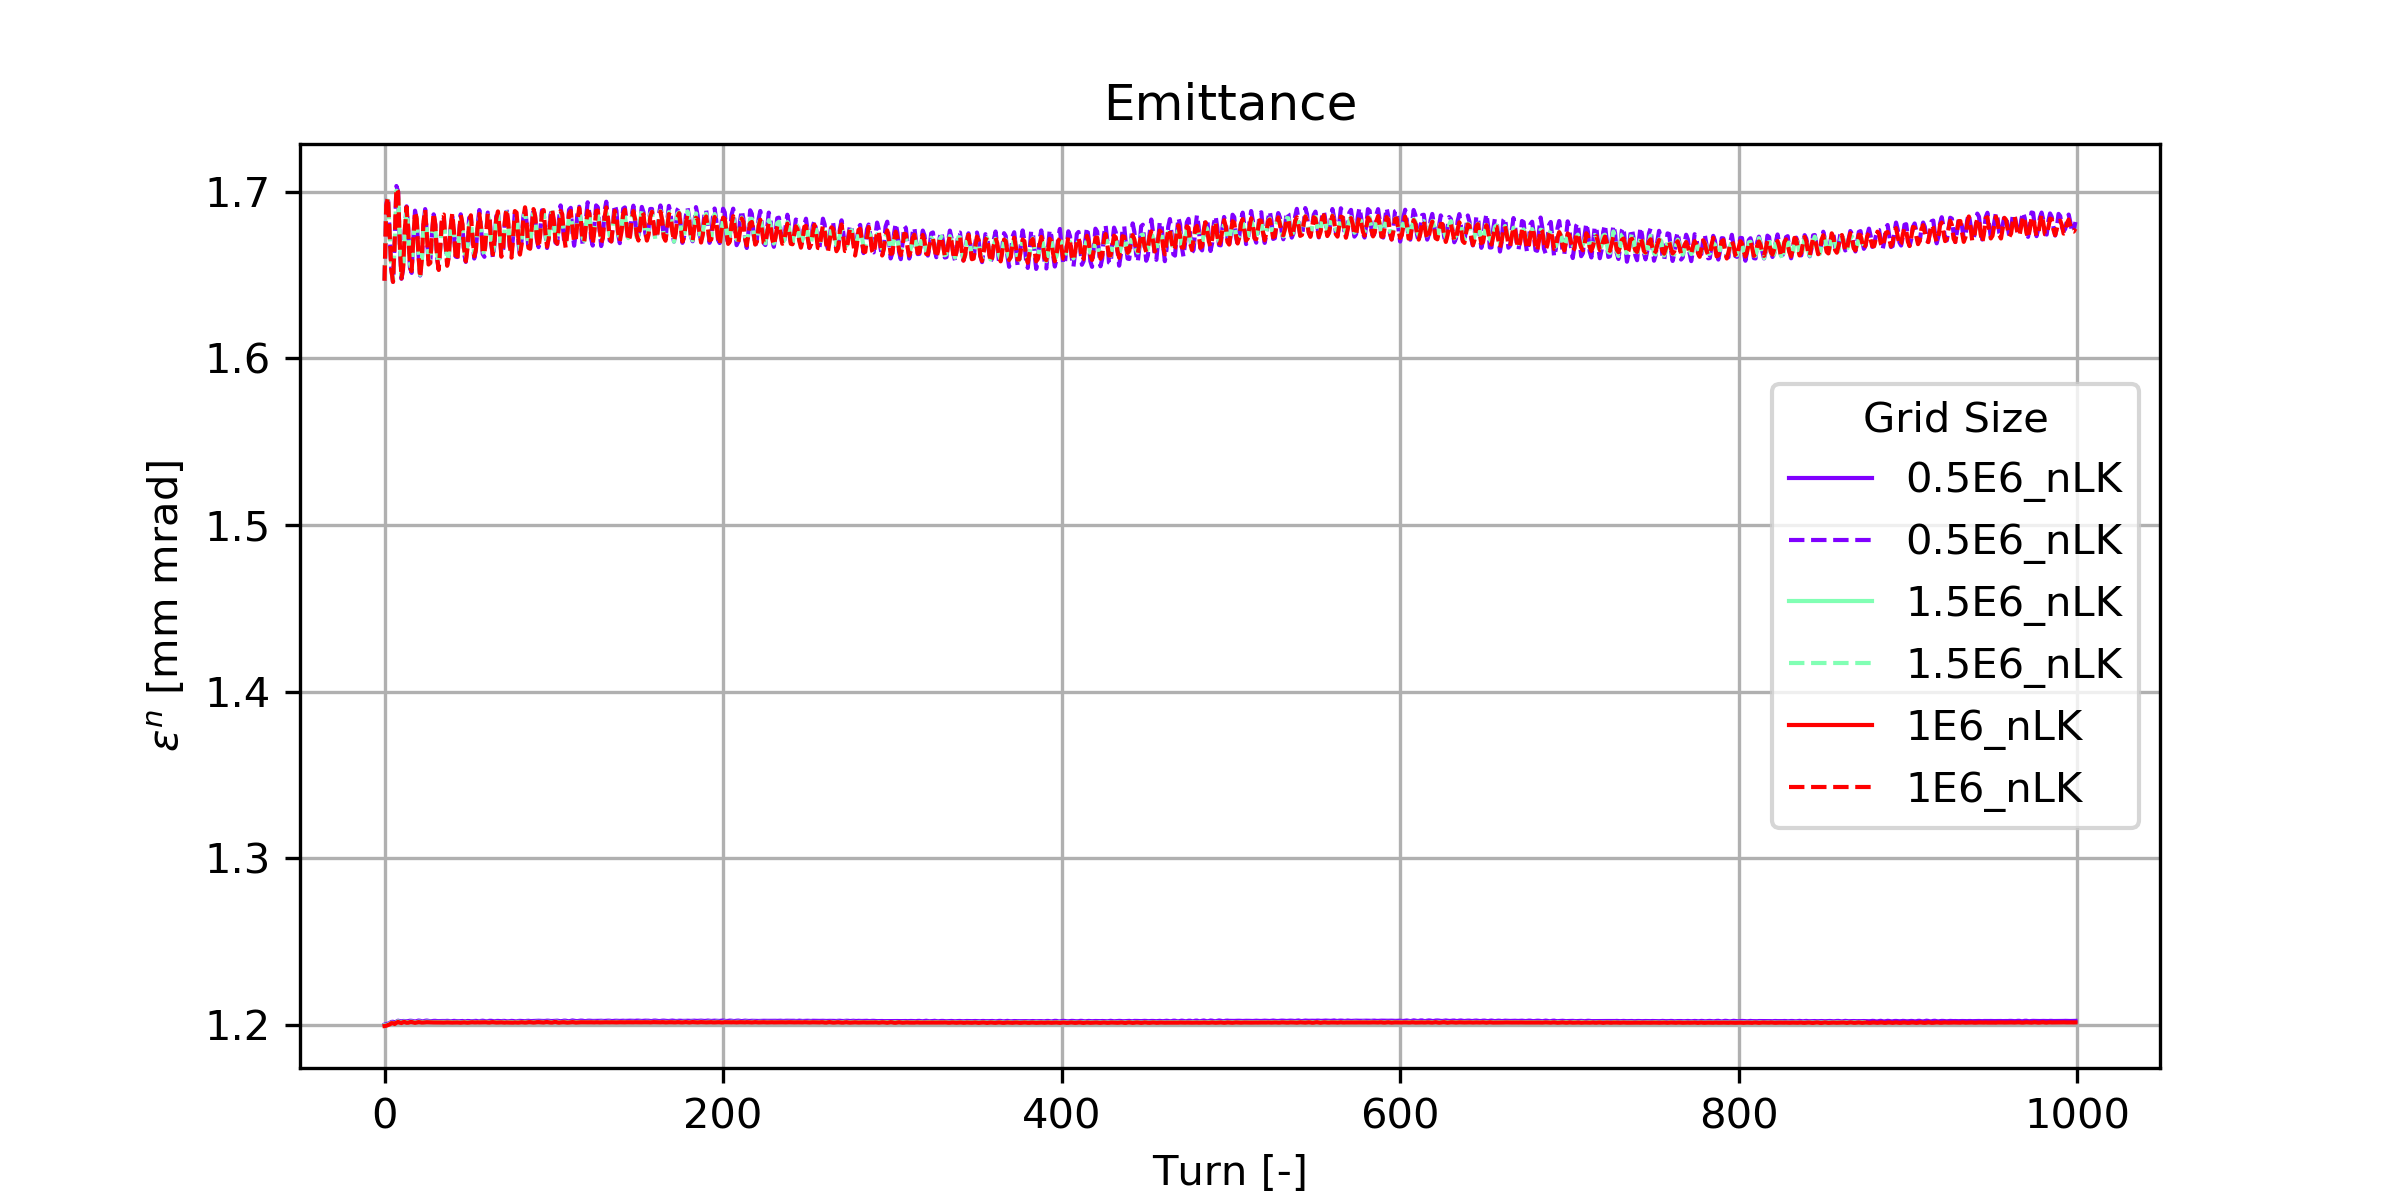 Emittance
1.7
1.6
1.5
1.4
1.3
1.2
εⁿ [mm mrad]
Grid Size
0.5E6_nLK
0.5E6_nLK
1.5E6_nLK
1.5E6_nLK
1E6_nLK
1E6_nLK
0 200 400 600 800 1000
Turn [-]